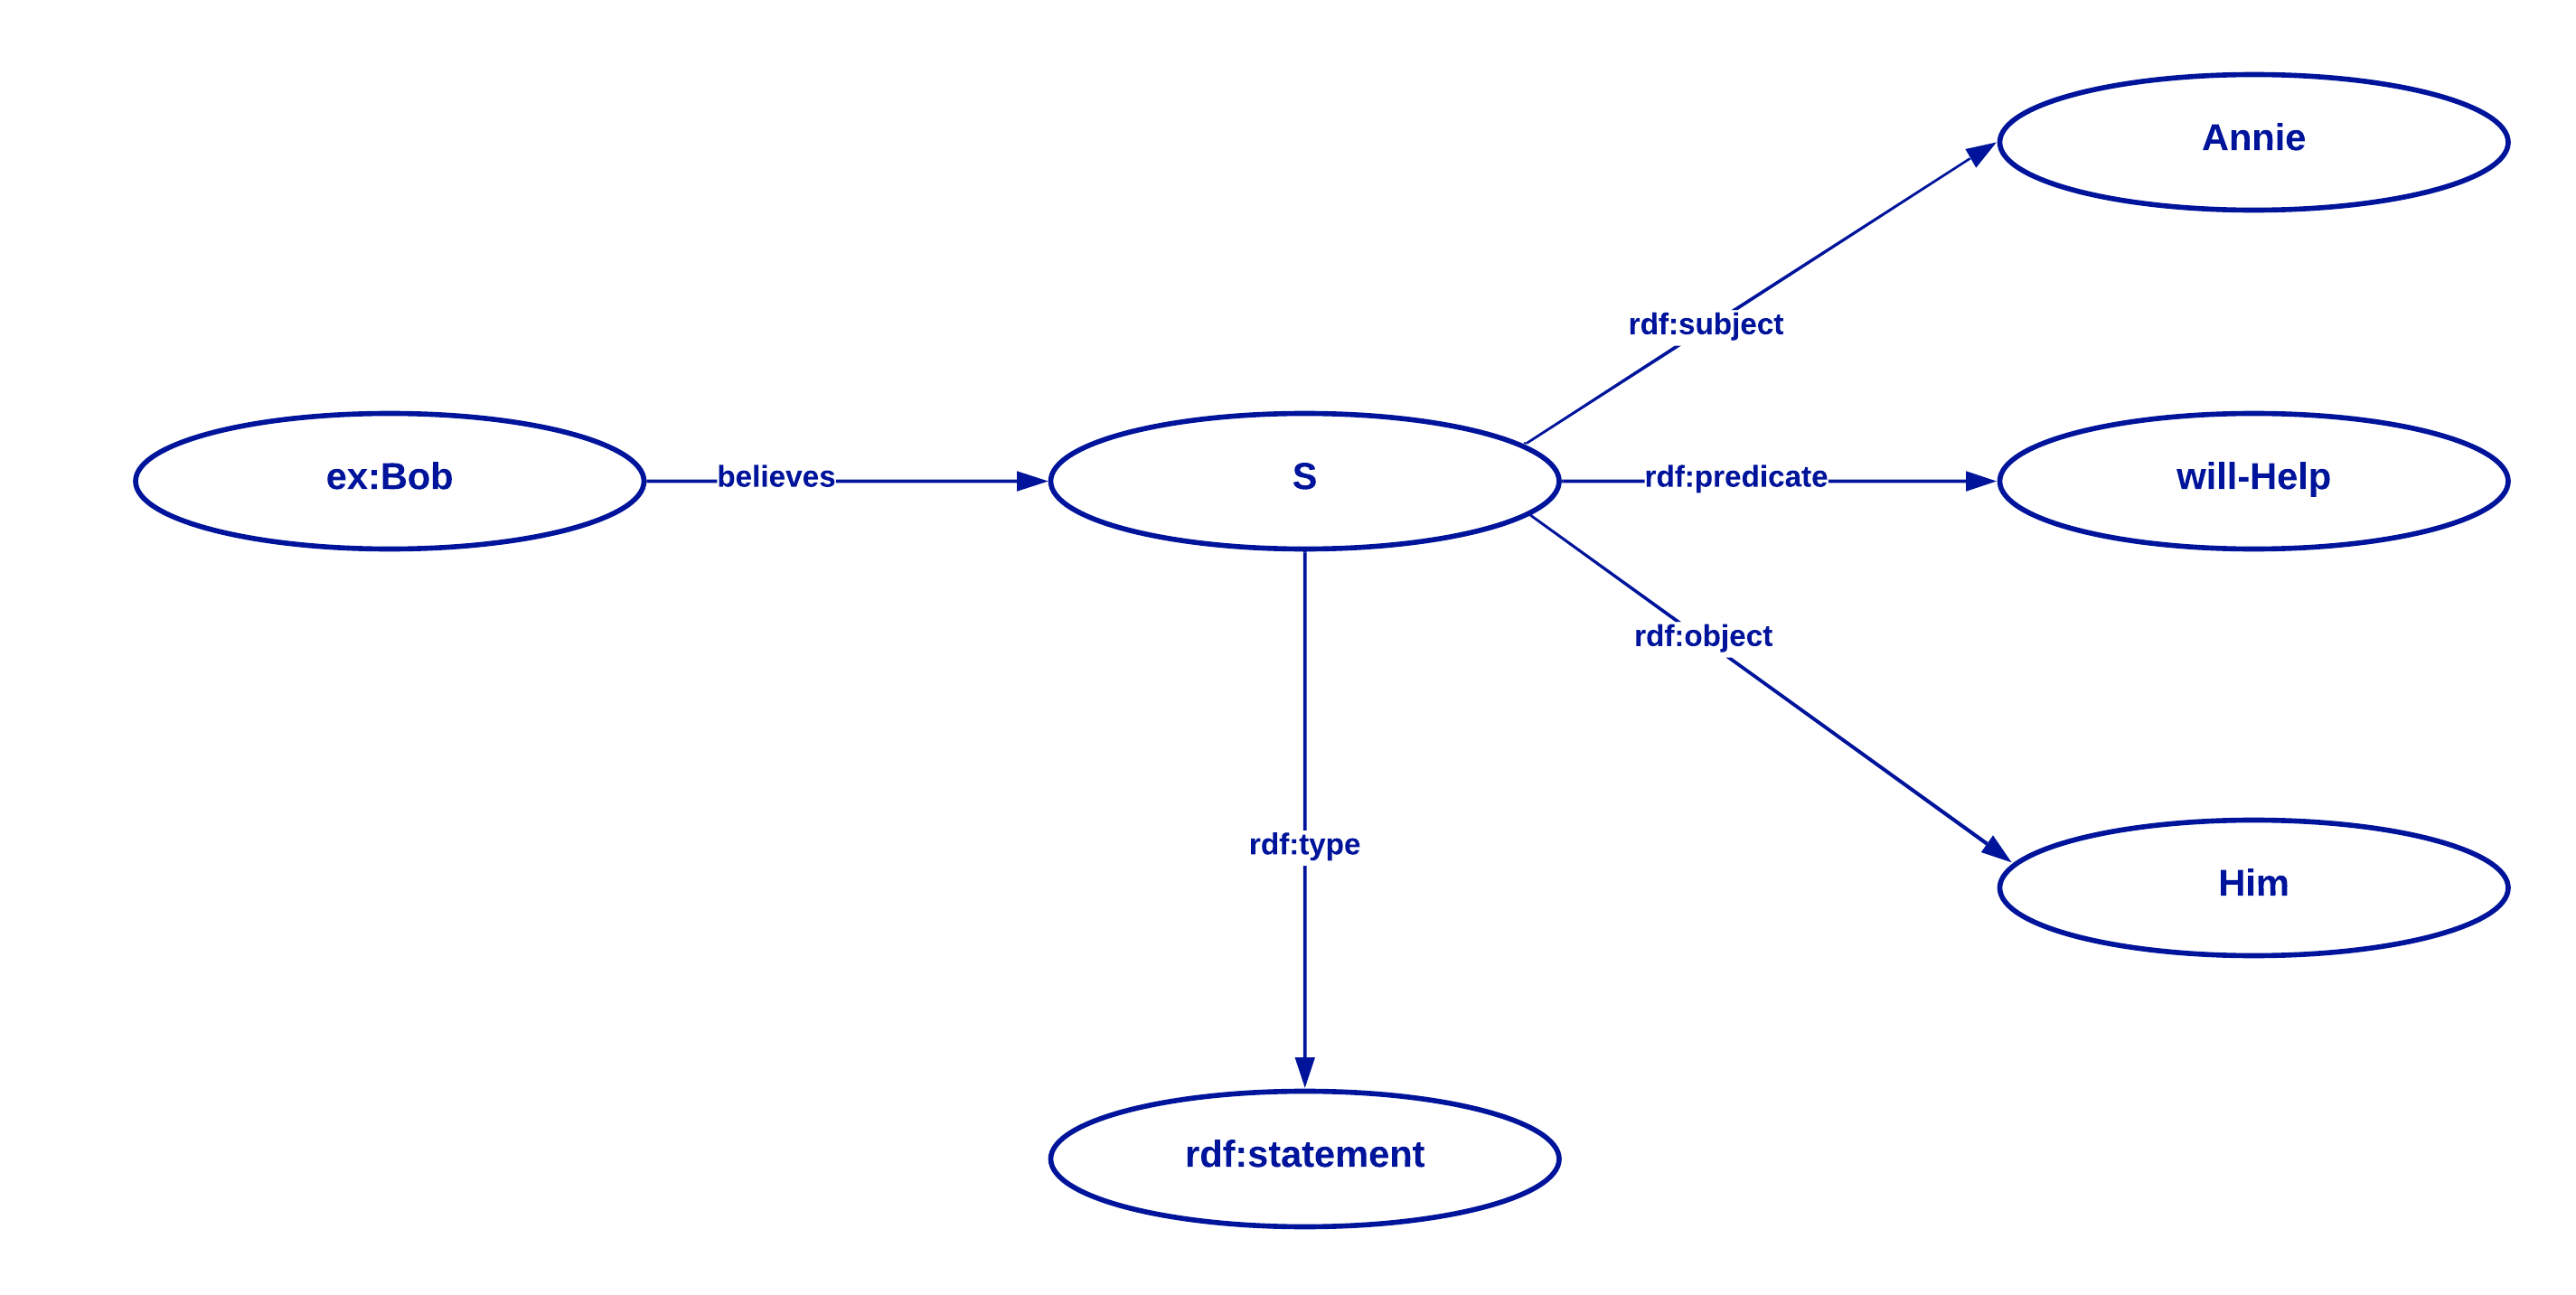 Annie
rdf:subject
ex:Bob
believes
S
rdf:predicate
will-Help
rdf:object
rdf:type
Him
rdf:statement